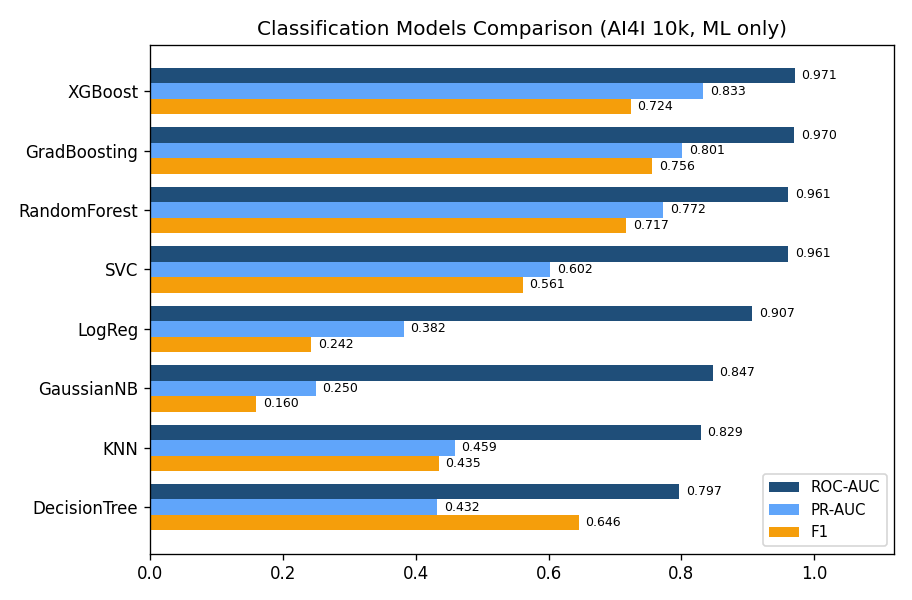 Classification Models Comparison (AI4I 10k, ML only)
XGBoost
0.971
0.833
0.724
GradBoosting
0.970
0.801
0.756
RandomForest
0.961
0.772
0.717
SVC
0.961
0.602
0.561
LogReg
0.907
0.382
0.242
GaussianNB
0.847
0.250
0.160
KNN
0.829
0.459
0.435
DecisionTree
0.797
0.432
0.646
ROC-AUC
PR-AUC
F1
0.0 0.2 0.4 0.6 0.8 1.0